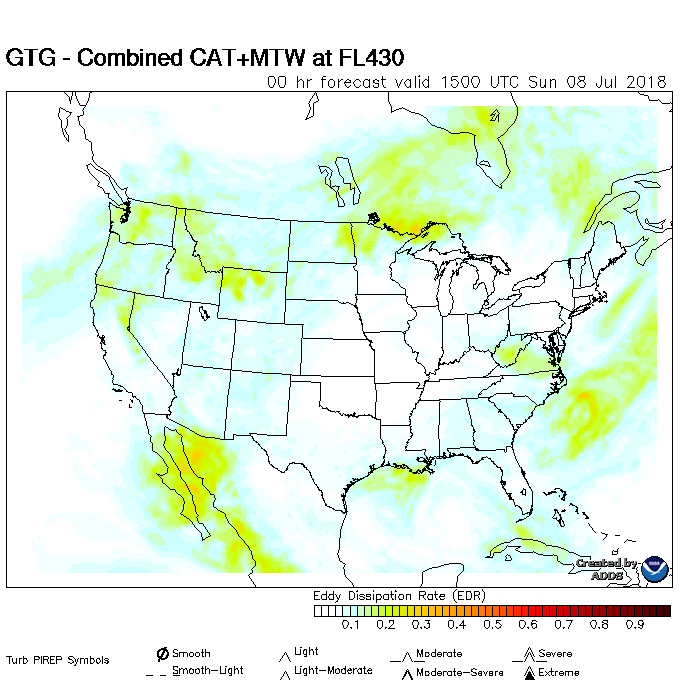 GTG - Combined CAT+MTW at FL430
00 hr forecast valid 1500 UTC Sun 08 Jul 2018
Created by
ADDS
Eddy Dissipation Rate (EDR)
0.1 0.2 0.3 0.4 0.5 0.6 0.7 0.8 0.9
Turb PIREP Symbols
Smooth Light Moderate Severe
Smooth-Light Light-Moderate Moderate-Severe Extreme